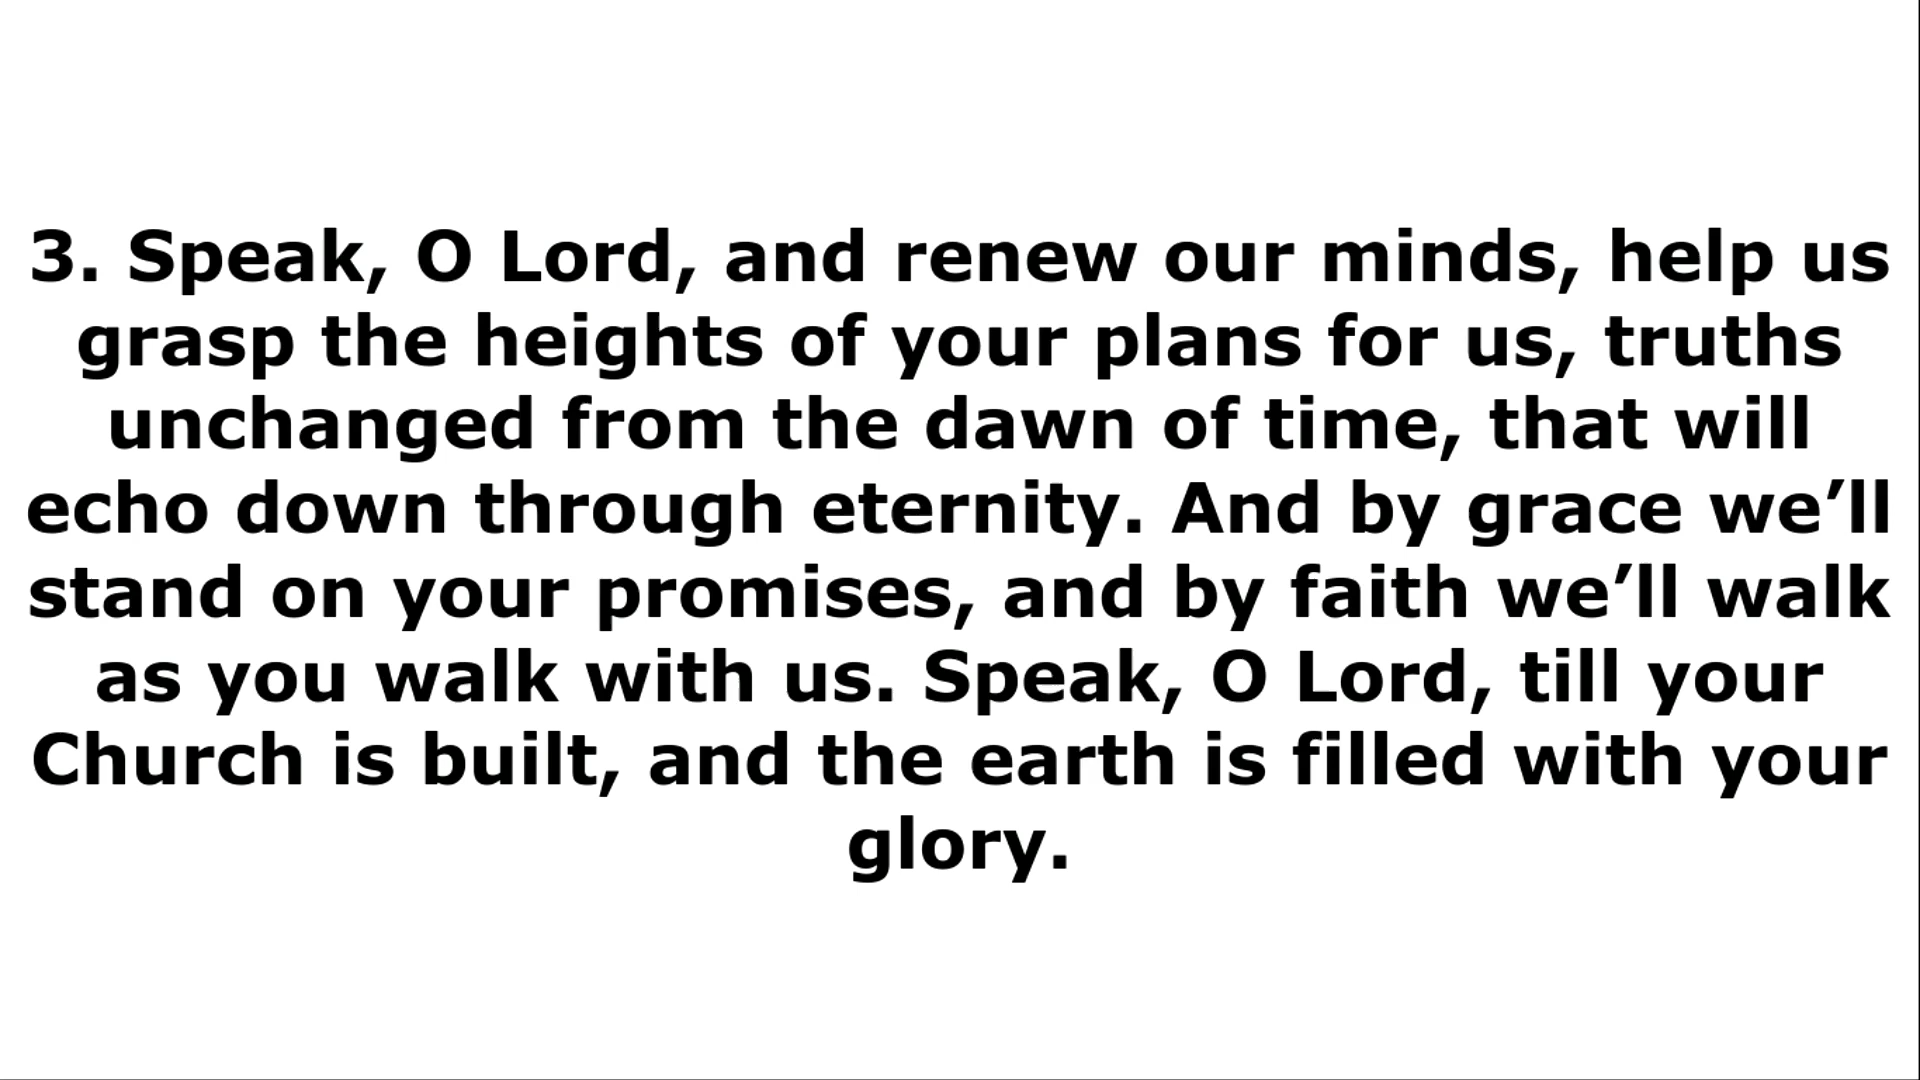 3. Speak, O Lord, and renew our minds, help us
grasp the heights of your plans for us, truths
unchanged from the dawn of time, that will
echo down through eternity. And by grace we’ll
stand on your promises, and by faith we’ll walk
as you walk with us. Speak, O Lord, till your
Church is built, and the earth is filled with your
glory.